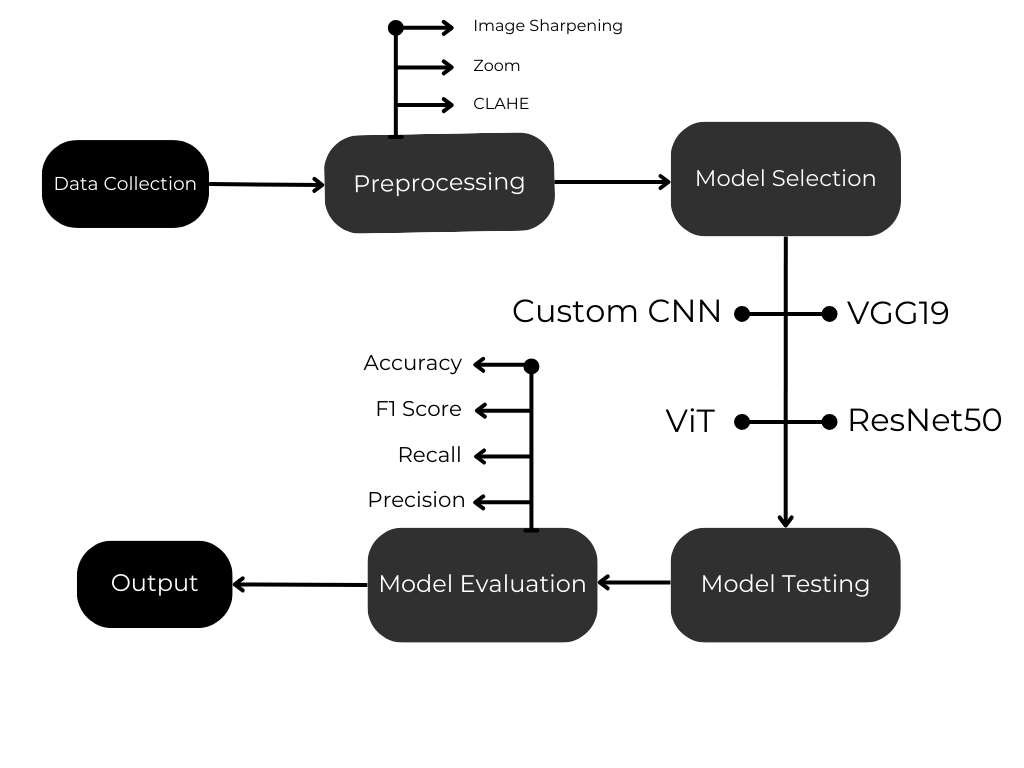 Image Sharpening
Zoom
CLAHE
Data Collection
Preprocessing
Model Selection
Custom CNN
VGG19
ViT
ResNet50
Accuracy
F1 Score
Recall
Precision
Output
Model Evaluation
Model Testing